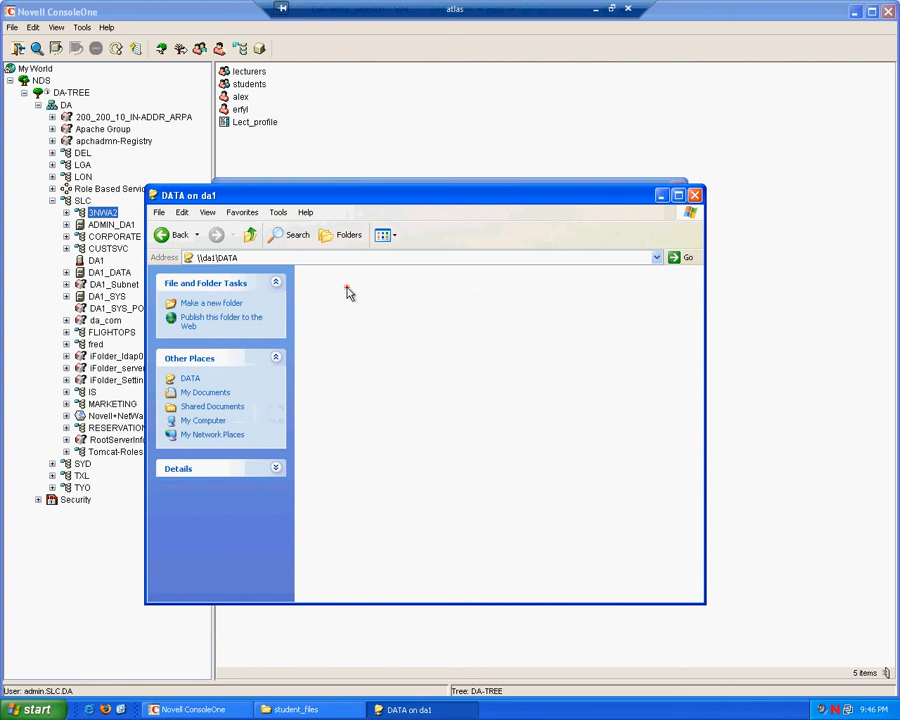 Novell ConsoleOne
atlas
File Edit View Tools Help
My World
NDS
DA-TREE
DA
200_200_10_IN-ADDR_ARPA
Apache Group
apchadmn-Registry
DEL
LGA
LON
Role Based Servi
SLC
3NWA2
ADMIN_DA1
CORPORATE
CUSTSVC
DA1
DA1_DATA
DA1_Subnet
DA1_SYS
DA1_SYS_PO
da_com
FLIGHTOPS
fred
iFolder_ldap0
iFolder_server
iFolder_Settin
IS
MARKETING
Novell+NetWa
RESERVATION
RootServerInfo
Tomcat-Roles
SYD
TXL
TYO
Security
lecturers
students
alex
erfyl
Lect_profile
DATA on da1
File Edit View Favorites Tools Help
Back Search Folders
Address \\da1\DATA Go
File and Folder Tasks
Make a new folder
Publish this folder to the
Web
Other Places
DATA
My Documents
Shared Documents
My Computer
My Network Places
Details
5 items
User: admin.SLC.DA Tree: DA-TREE
start Novell ConsoleOne student_files DATA on da1 9:46 PM